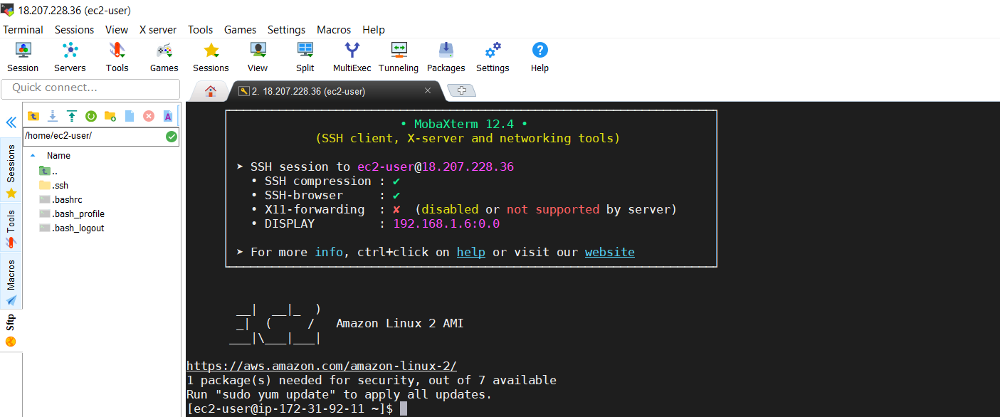 18.207.228.36 (ec2-user)
Terminal Sessions View X server Tools Games Settings Macros Help
Session Servers Tools Games Sessions View Split MultiExec Tunneling Packages Settings Help
Quick connect...
2. 18.207.228.36 (ec2-user)
/home/ec2-user/
Name
..
.ssh
.bashrc
.bash_profile
.bash_logout
Sessions
Tools
Macros
Sftp
• MobaXterm 12.4 •
(SSH client, X-server and networking tools)
➤ SSH session to ec2-user@18.207.228.36
• SSH compression : ✔
• SSH-browser : ✔
• X11-forwarding : ✘ (disabled or not supported by server)
• DISPLAY : 192.168.1.6:0.0
➤ For more info, ctrl+click on help or visit our website
__| __|_ )
_| ( / Amazon Linux 2 AMI
___|\___|___|
https://aws.amazon.com/amazon-linux-2/
1 package(s) needed for security, out of 7 available
Run "sudo yum update" to apply all updates.
[ec2-user@ip-172-31-92-11 ~]$